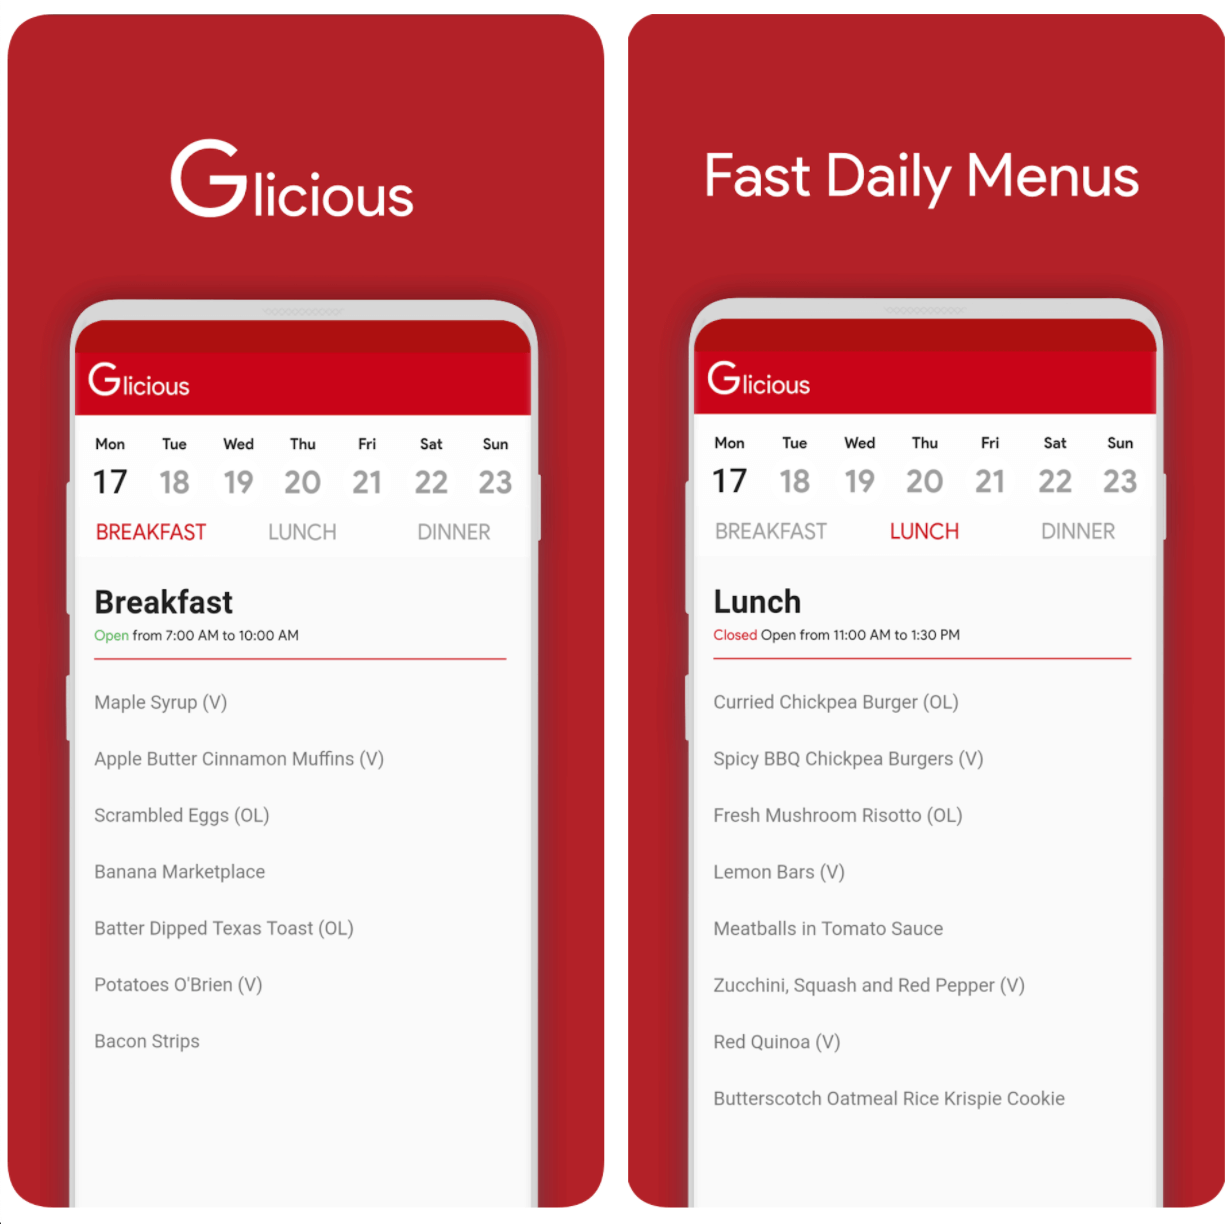 Glicious
Glicious
Mon Tue Wed Thu Fri Sat Sun
17 18 19 20 21 22 23
BREAKFAST LUNCH DINNER
Breakfast
Open from 7:00 AM to 10:00 AM
Maple Syrup (V)
Apple Butter Cinnamon Muffins (V)
Scrambled Eggs (OL)
Banana Marketplace
Batter Dipped Texas Toast (OL)
Potatoes O'Brien (V)
Bacon Strips
Fast Daily Menus
Glicious
Mon Tue Wed Thu Fri Sat Sun
17 18 19 20 21 22 23
BREAKFAST LUNCH DINNER
Lunch
Closed Open from 11:00 AM to 1:30 PM
Curried Chickpea Burger (OL)
Spicy BBQ Chickpea Burgers (V)
Fresh Mushroom Risotto (OL)
Lemon Bars (V)
Meatballs in Tomato Sauce
Zucchini, Squash and Red Pepper (V)
Red Quinoa (V)
Butterscotch Oatmeal Rice Krispie Cookie